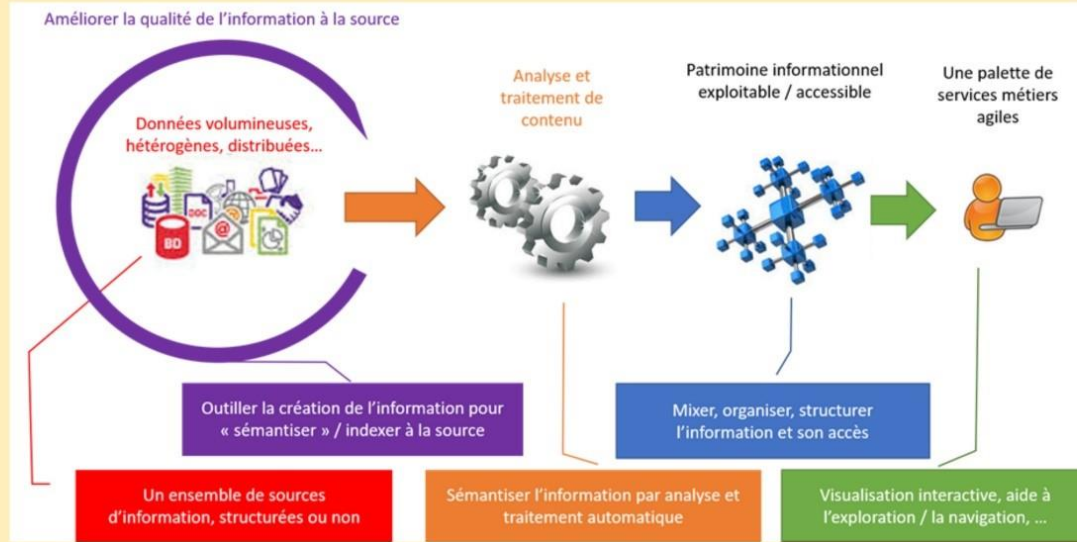 Améliorer la qualité de l’information à la source
Données volumineuses,
hétérogènes, distribuées…
DOC
@
BD
Analyse et
traitement de
contenu
Patrimoine informationnel
exploitable / accessible
Une palette de
services métiers
agiles
Outiller la création de l’information pour
« sémantiser » / indexer à la source
Mixer, organiser, structurer
l’information et son accès
Un ensemble de sources
d’information, structurées ou non
Sémantiser l’information par analyse et
traitement automatique
Visualisation interactive, aide à
l’exploration / la navigation, …